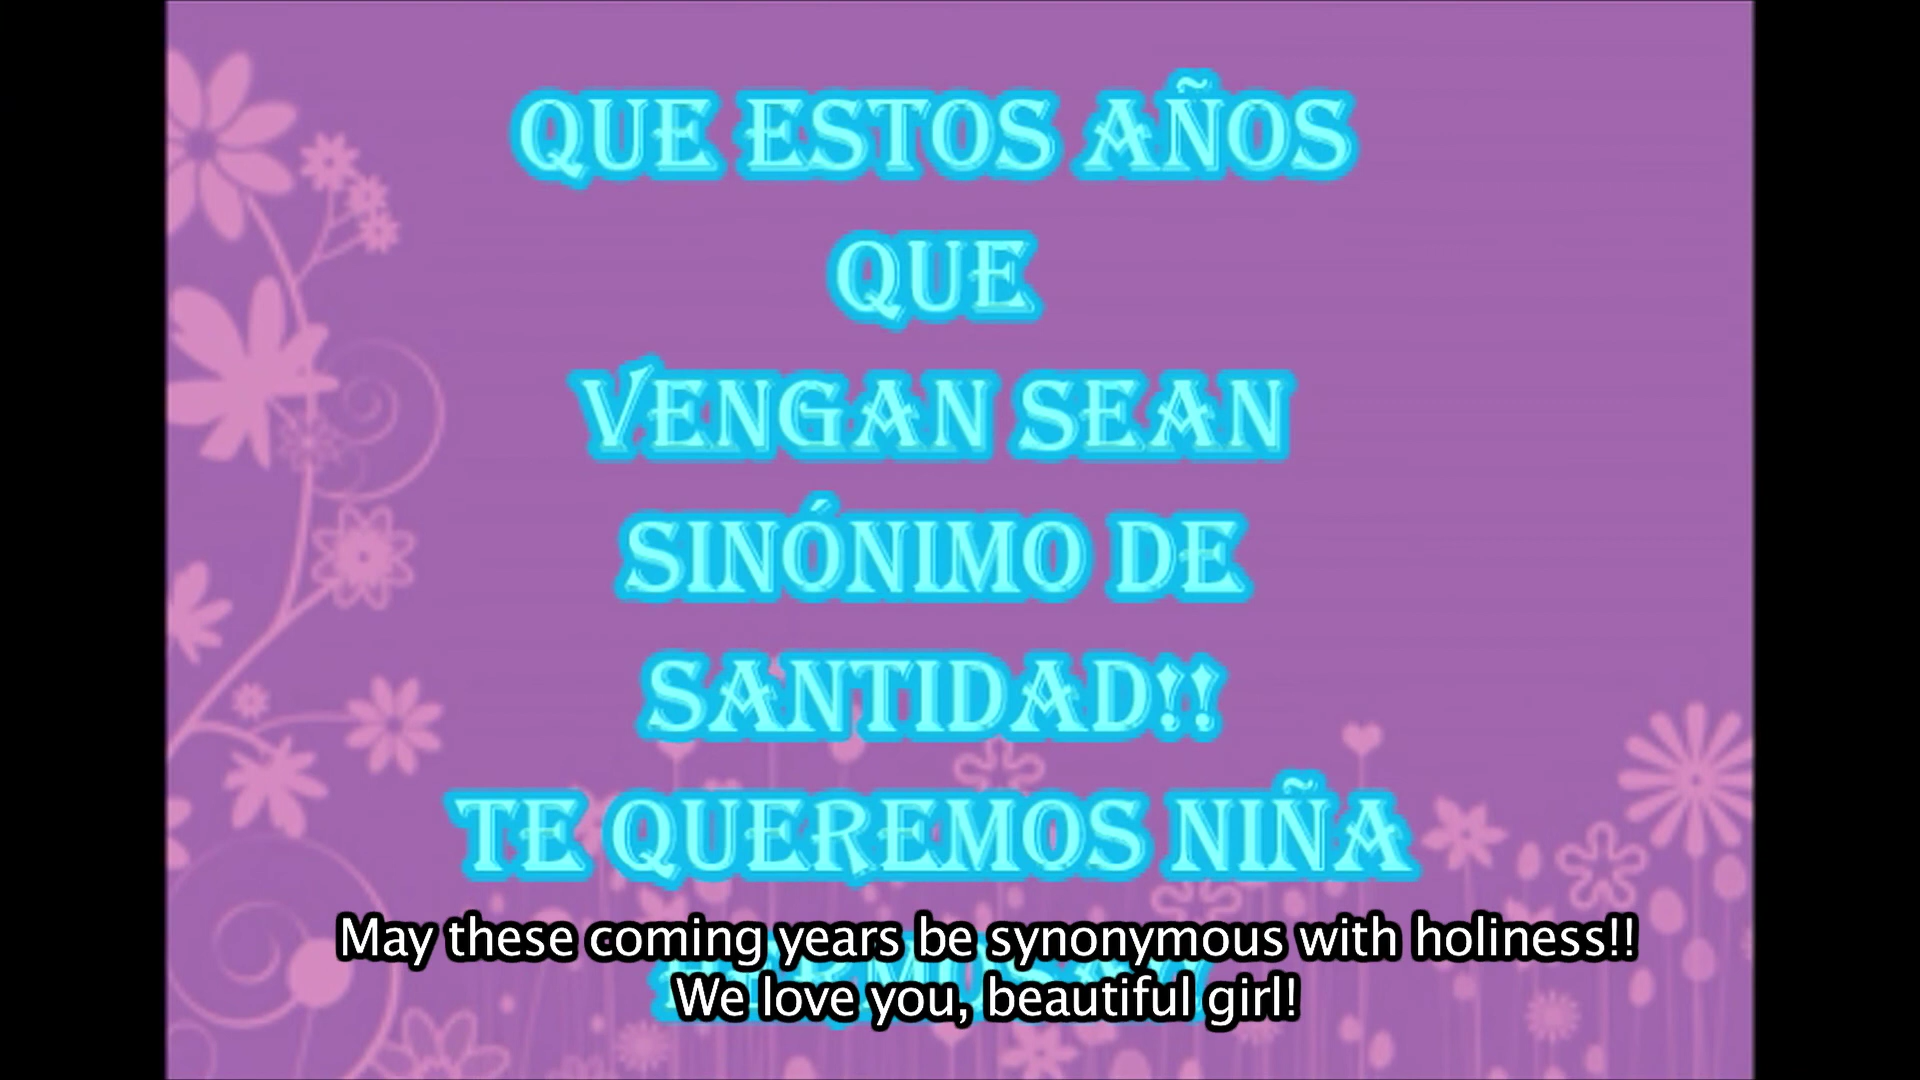 QUE ESTOS AÑOS
QUE
VENGAN SEAN
SINÓNIMO DE
SANTIDAD!!
TE QUEREMOS NIÑA
May these coming years be synonymous with holiness!!
We love you, beautiful girl!